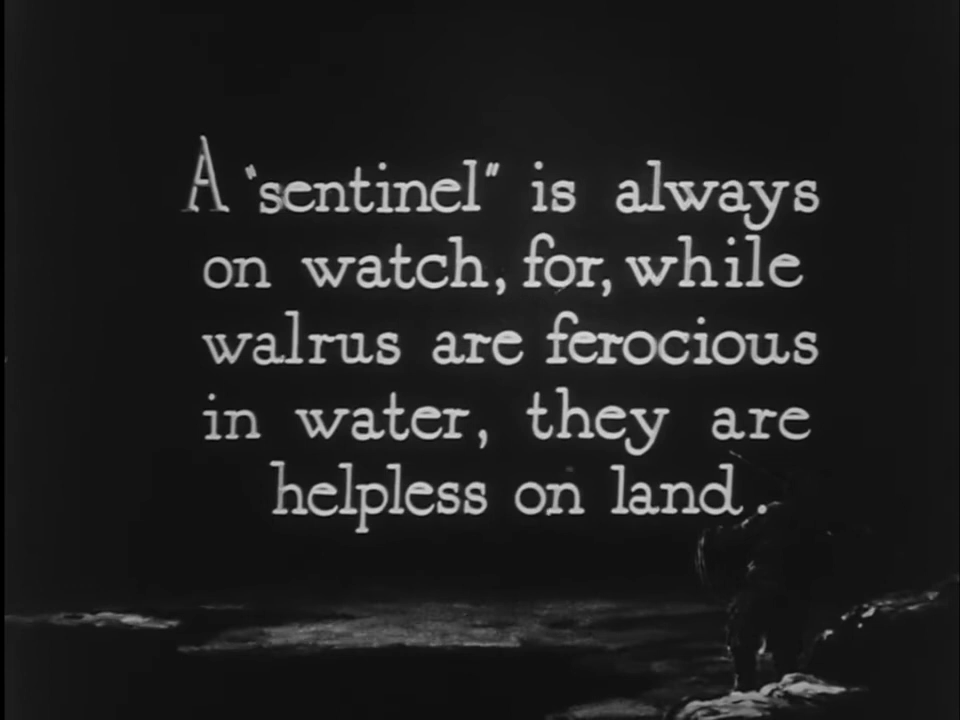 A "sentinel" is always
on watch, for, while
walrus are ferocious
in water, they are
helpless on land.